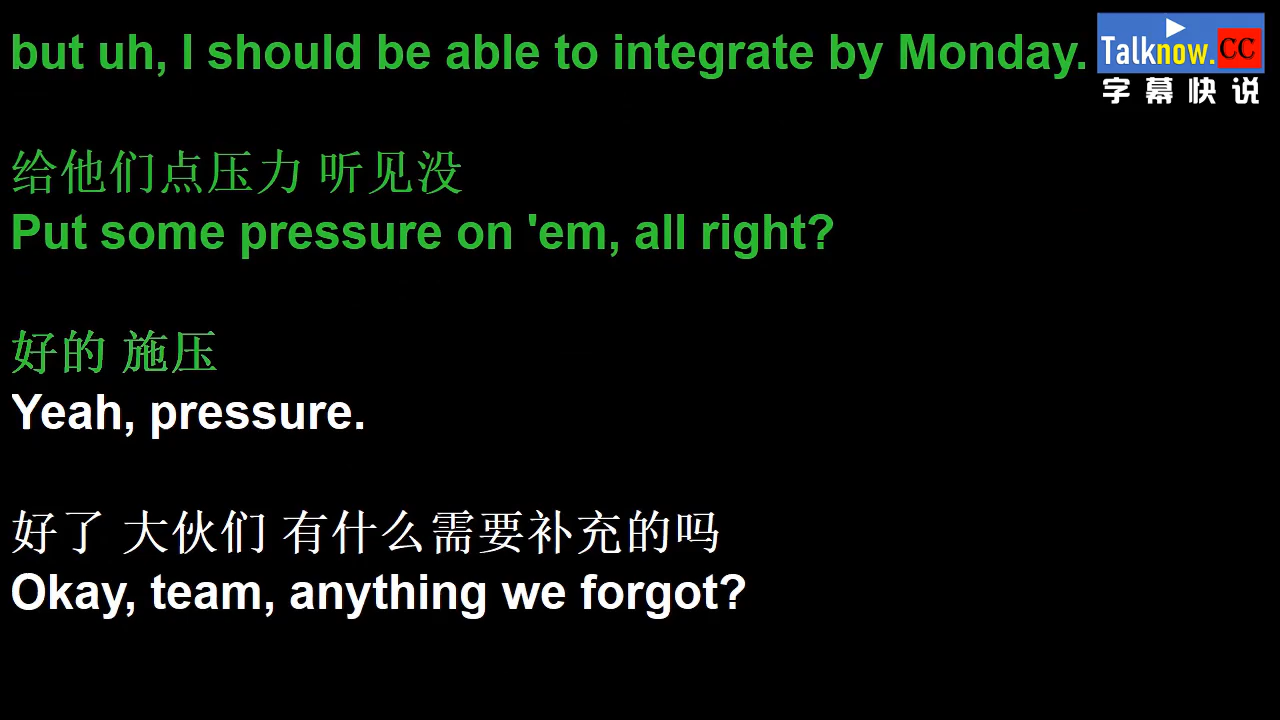 but uh, I should be able to integrate by Monday.
Talknow.CC
字幕快说
给他们点压力 听见没
Put some pressure on 'em, all right?
好的 施压
Yeah, pressure.
好了 大伙们 有什么需要补充的吗
Okay, team, anything we forgot?